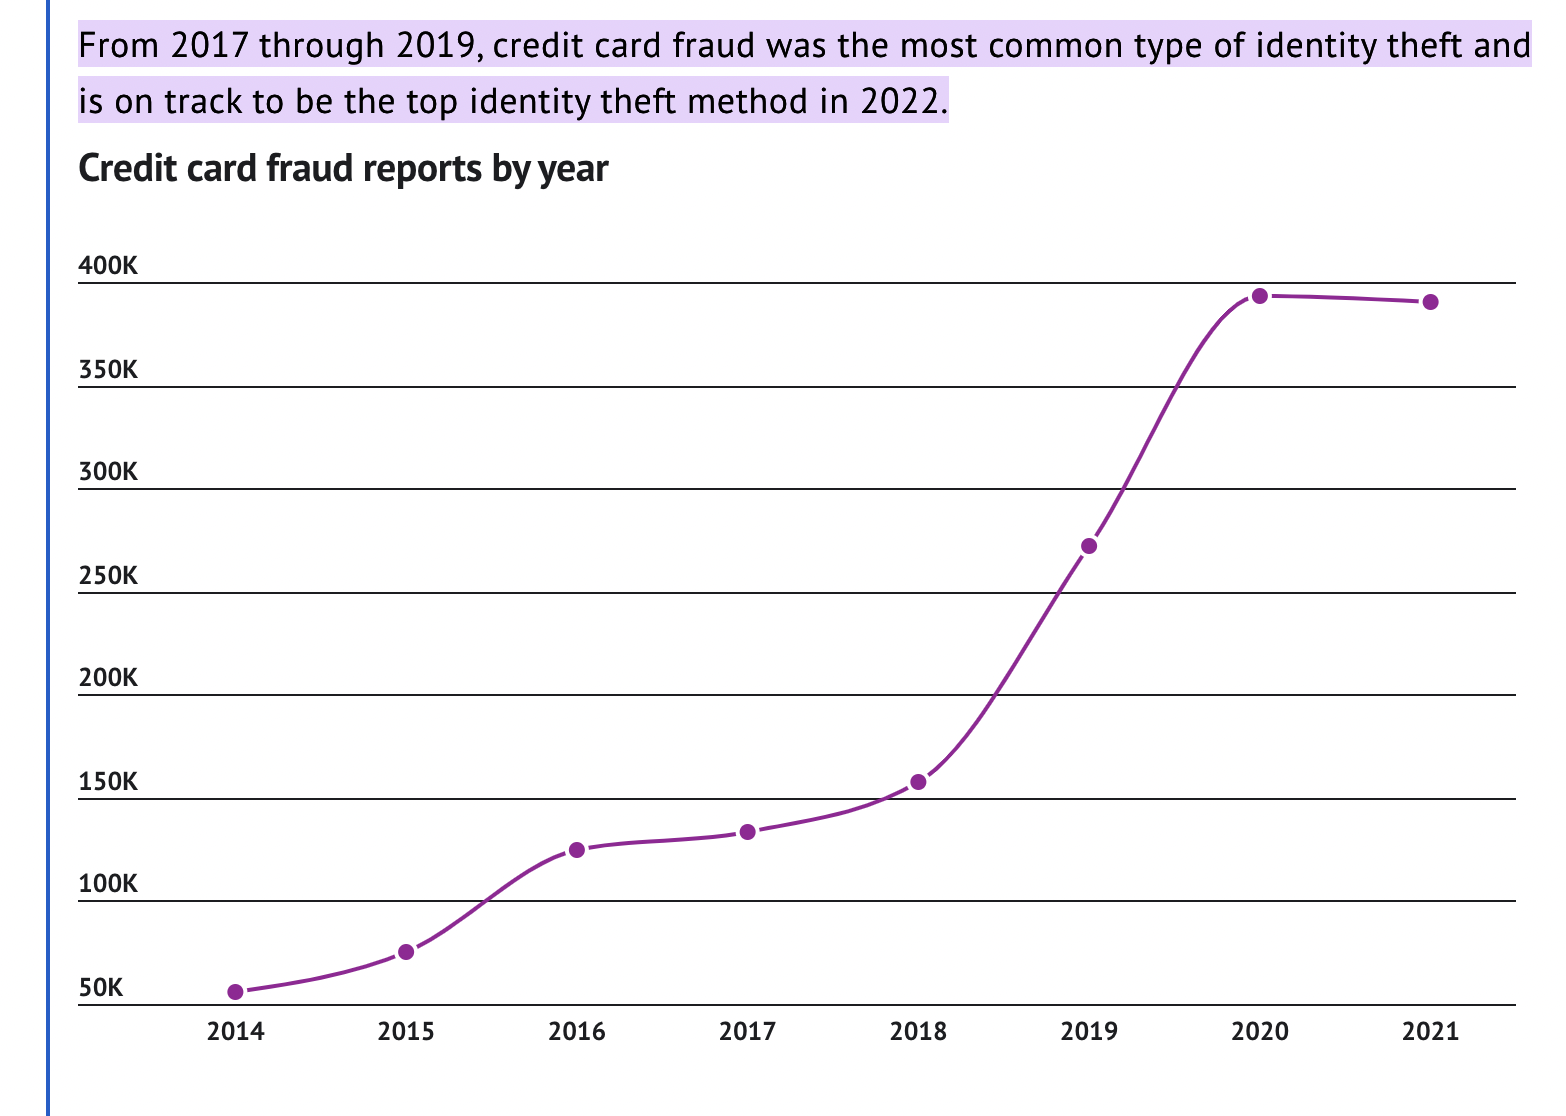 From 2017 through 2019, credit card fraud was the most common type of identity theft and
is on track to be the top identity theft method in 2022.
Credit card fraud reports by year
400K
350K
300K
250K
200K
150K
100K
50K
2014 2015 2016 2017 2018 2019 2020 2021